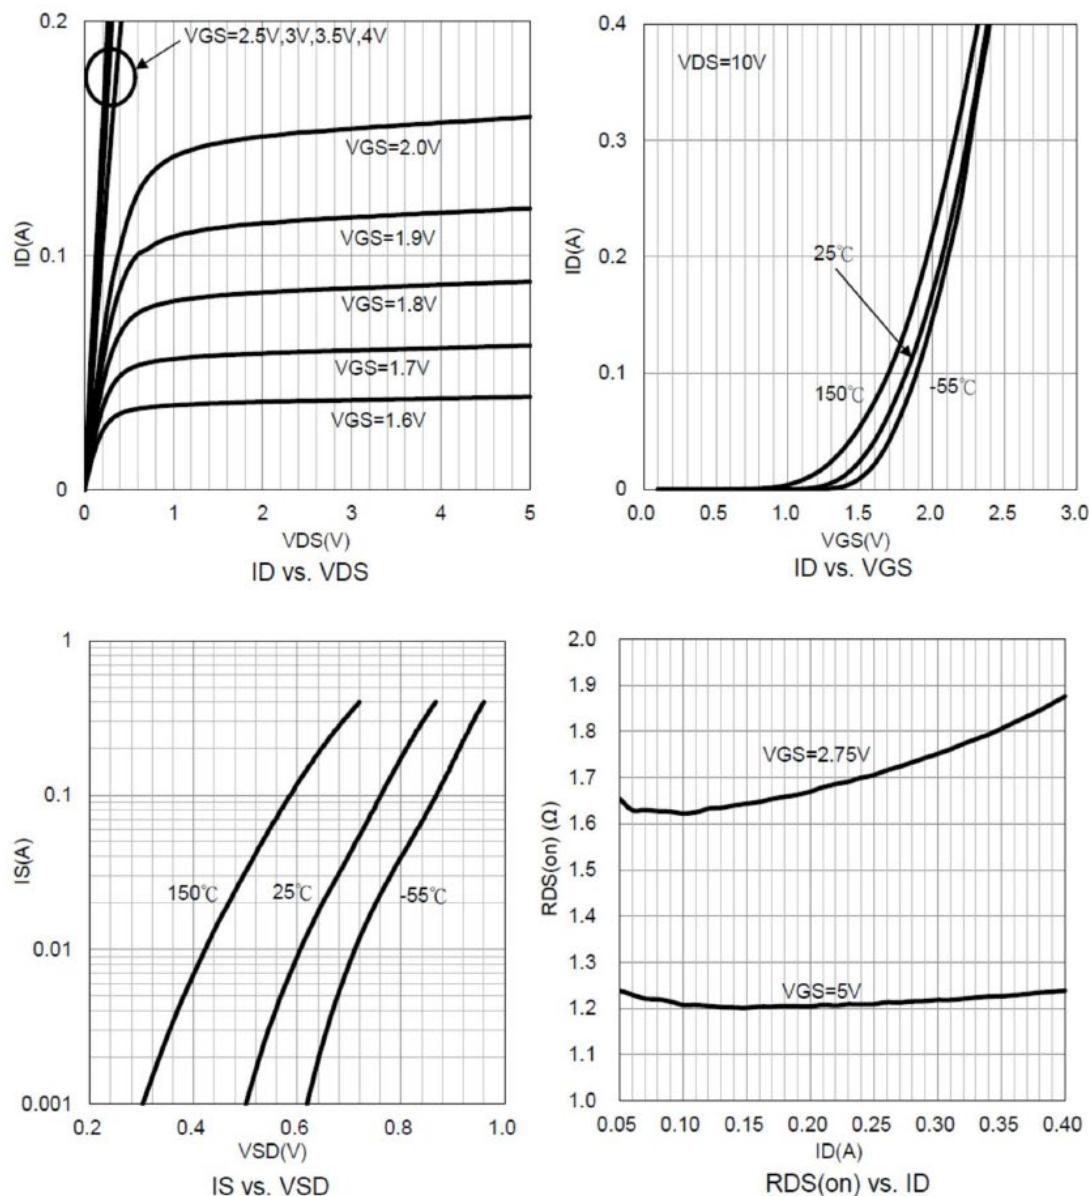 0.2
VGS=2.5V,3V,3.5V,4V
VGS=2.0V
ID(A)
0.1
VGS=1.9V
VGS=1.8V
VGS=1.7V
VGS=1.6V
0
0 1 2 3 4 5
VDS(V)
ID vs. VDS
0.4
VDS=10V
0.3
ID(A)
0.2
25℃
0.1
150℃
-55℃
0
0.0 0.5 1.0 1.5 2.0 2.5 3.0
VGS(V)
ID vs. VGS
1
0.1
IS(A)
150℃ 25℃ -55℃
0.01
0.001
0.2 0.4 0.6 0.8 1.0
VSD(V)
IS vs. VSD
2.0
1.9
1.8
VGS=2.75V
1.7
1.6
RDS(on) (Ω)
1.5
1.4
1.3
VGS=5V
1.2
1.1
1.0
0.05 0.10 0.15 0.20 0.25 0.30 0.35 0.40
ID(A)
RDS(on) vs. ID